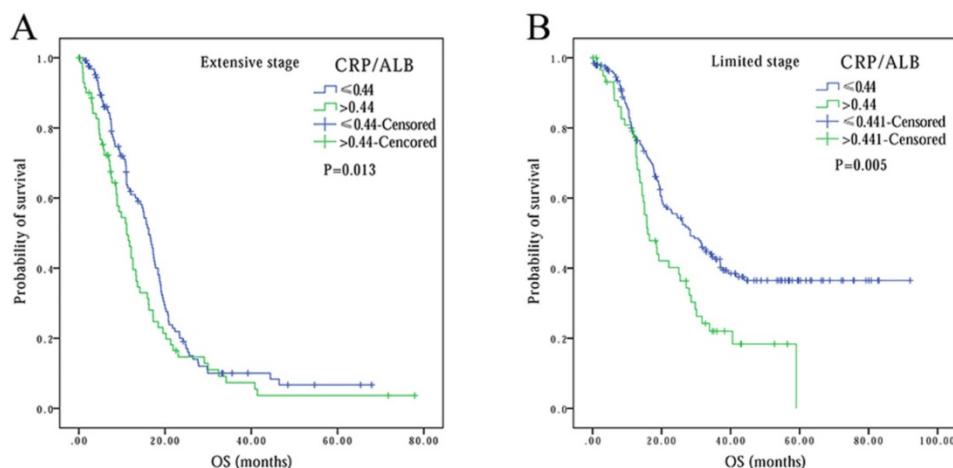 A
Extensive stage
CRP/ALB
≤0.44
>0.44
≤0.44-Censored
>0.44-Cencored
P=0.013
Probability of survival
1.0
0.8
0.6
0.4
0.2
0.0
.00 20.00 40.00 60.00 80.00
OS (months)
B
Limited stage
CRP/ALB
≤0.44
>0.44
≤0.441-Censored
>0.441-Censored
P=0.005
Probability of survival
1.0
0.8
0.6
0.4
0.2
0.0
.00 20.00 40.00 60.00 80.00 100.00
OS (months)